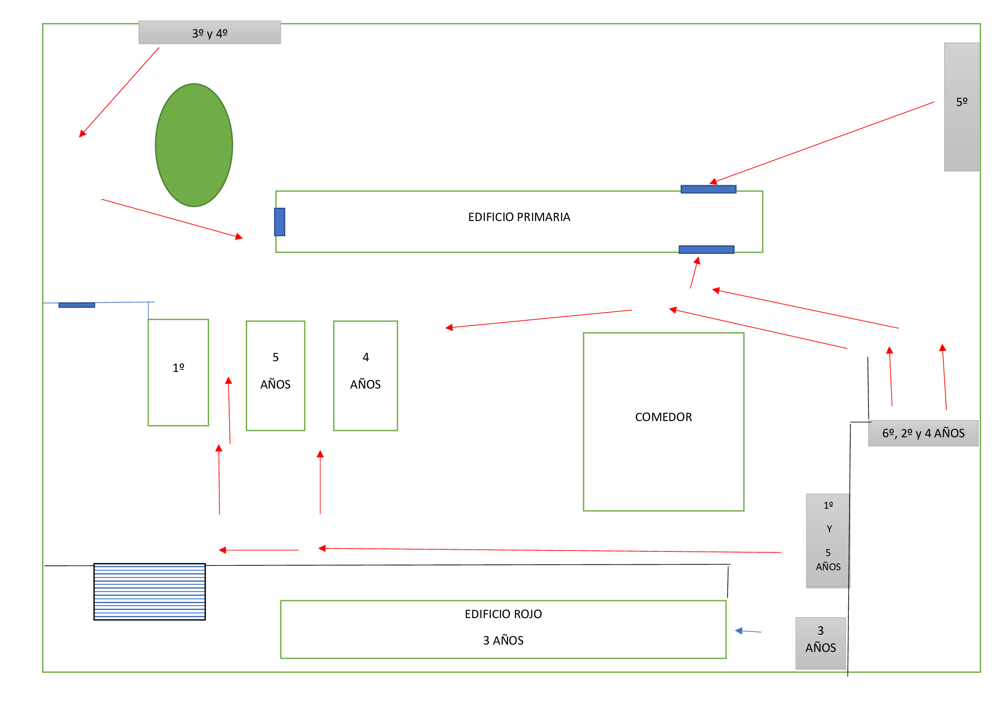 3º y 4º
5º
EDIFICIO PRIMARIA
1º
5
AÑOS
4
AÑOS
COMEDOR
6º, 2º y 4 AÑOS
1º
Y
5
AÑOS
EDIFICIO ROJO
3 AÑOS
3
AÑOS